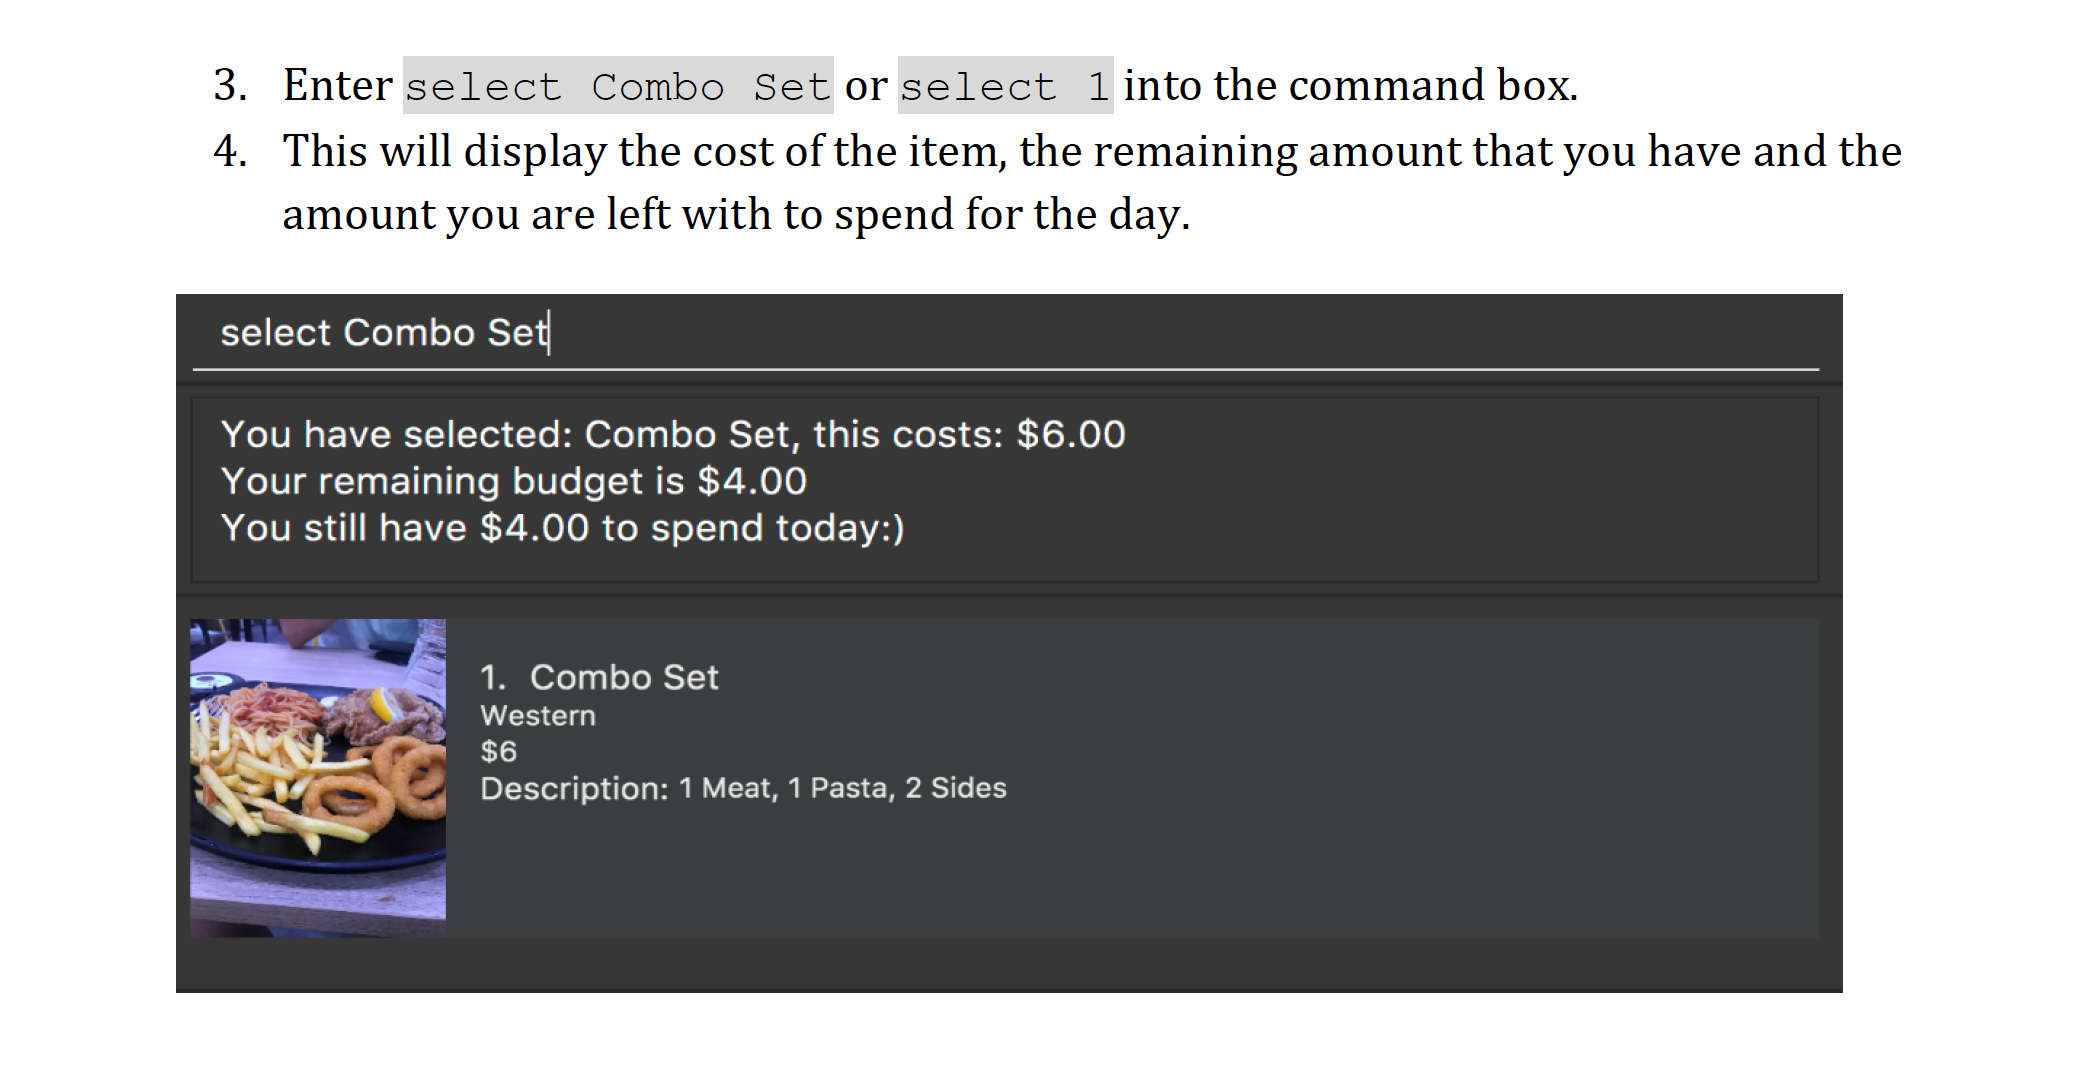 3. Enter select Combo Set or select 1 into the command box.
4. This will display the cost of the item, the remaining amount that you have and the
amount you are left with to spend for the day.
select Combo Set
You have selected: Combo Set, this costs: $6.00
Your remaining budget is $4.00
You still have $4.00 to spend today:)
1. Combo Set
Western
$6
Description: 1 Meat, 1 Pasta, 2 Sides